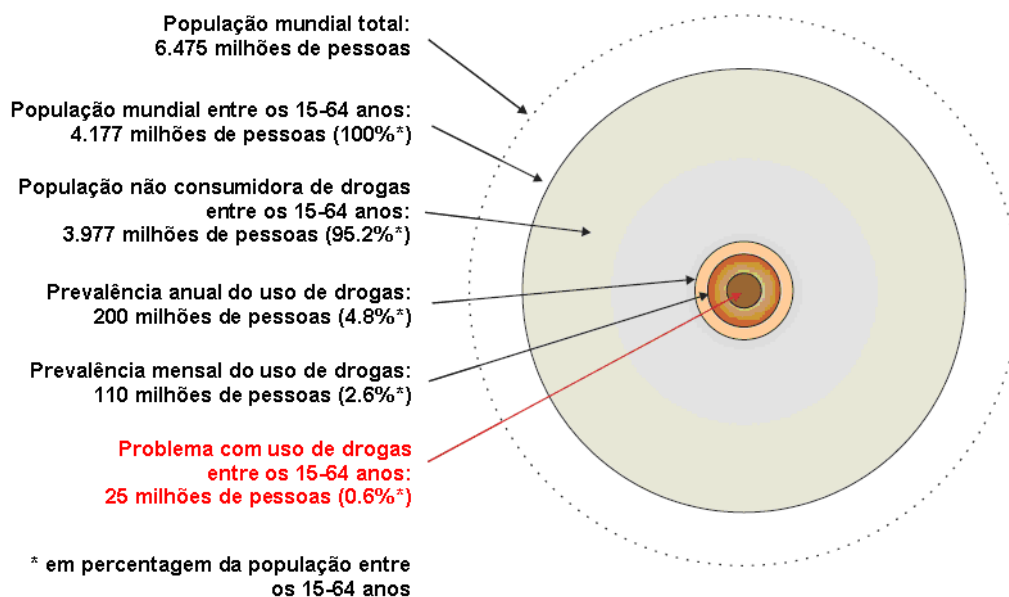 População mundial total:
6.475 milhões de pessoas
População mundial entre os 15-64 anos:
4.177 milhões de pessoas (100%*)
População não consumidora de drogas
entre os 15-64 anos:
3.977 milhões de pessoas (95.2%*)
Prevalência anual do uso de drogas:
200 milhões de pessoas (4.8%*)
Prevalência mensal do uso de drogas:
110 milhões de pessoas (2.6%*)
Problema com uso de drogas
entre os 15-64 anos:
25 milhões de pessoas (0.6%*)
* em percentagem da população entre
os 15-64 anos